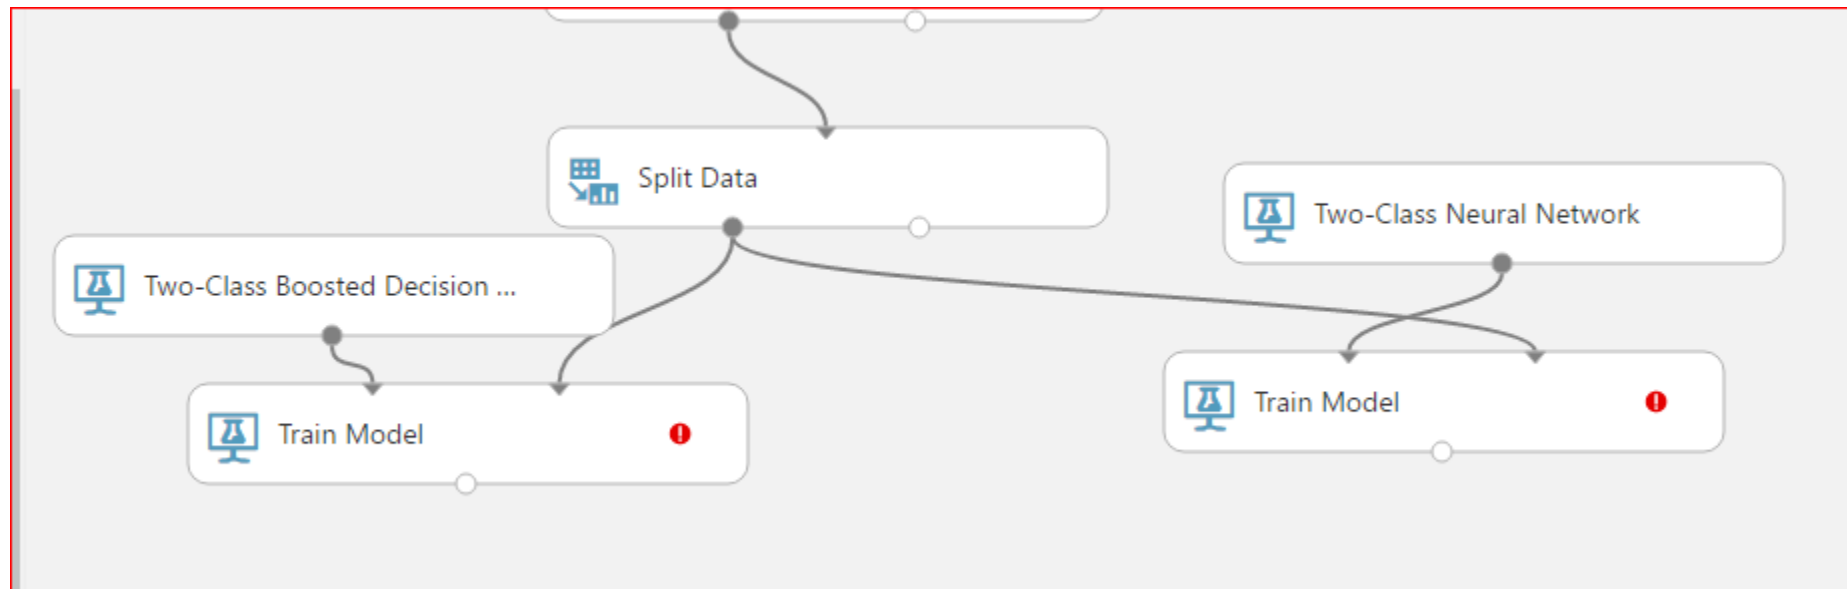 Split Data
Two-Class Neural Network
Two-Class Boosted Decision ...
Train Model
Train Model